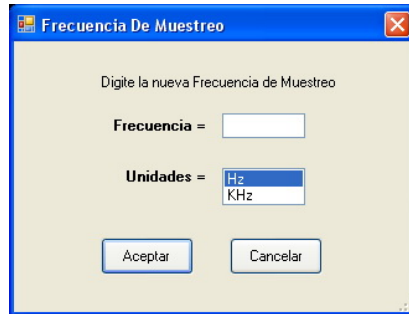 Frecuencia De Muestreo
Digite la nueva Frecuencia de Muestreo
Frecuencia =
Unidades =
Hz
KHz
Aceptar
Cancelar